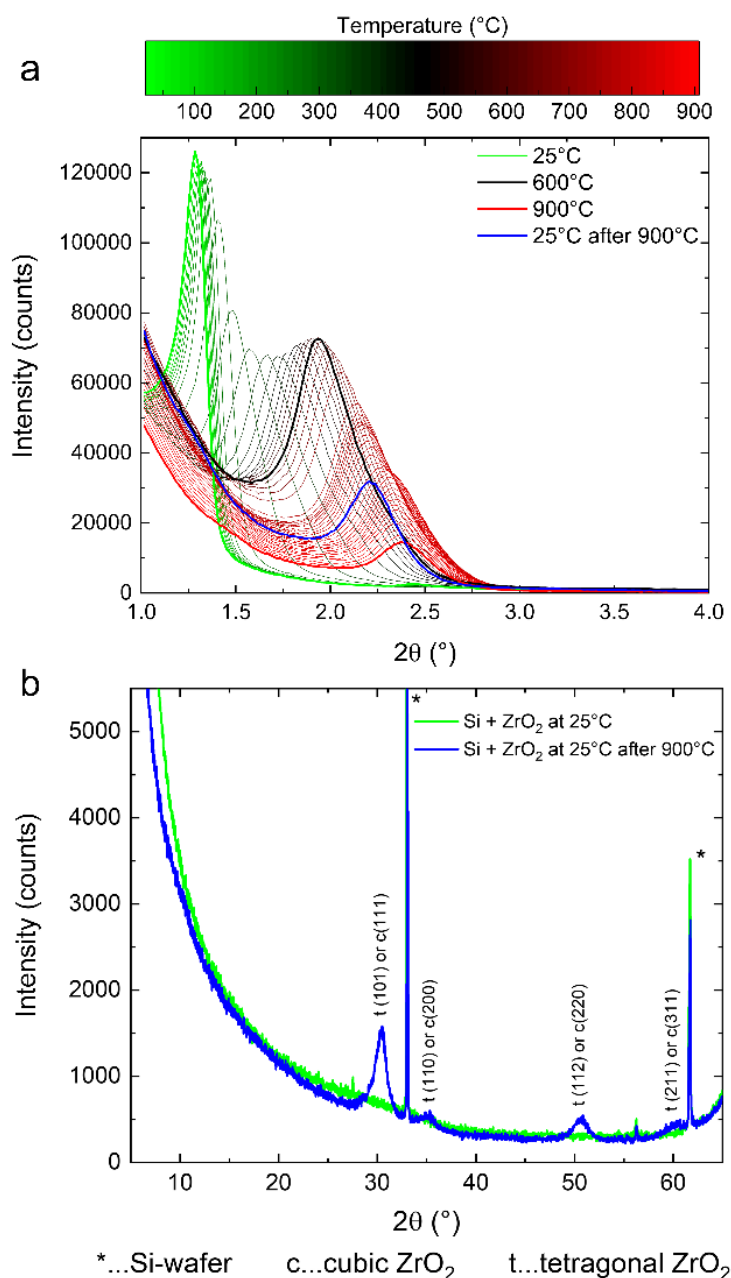 Temperature (°C)
a
100 200 300 400 500 600 700 800 900
120000
100000
80000
60000
40000
20000
0
Intensity (counts)
25°C
600°C
900°C
25°C after 900°C
1.0 1.5 2.0 2.5 3.0 3.5 4.0
2θ (°)
b
5000
4000
3000
2000
1000
0
Intensity (counts)
*
Si + ZrO₂ at 25°C
Si + ZrO₂ at 25°C after 900°C
*
t (101) or c(111)
t (110) or c(200)
t (112) or c(220)
t (211) or c(311)
10 20 30 40 50 60
2θ (°)
*...Si-wafer c...cubic ZrO₂ t...tetragonal ZrO₂